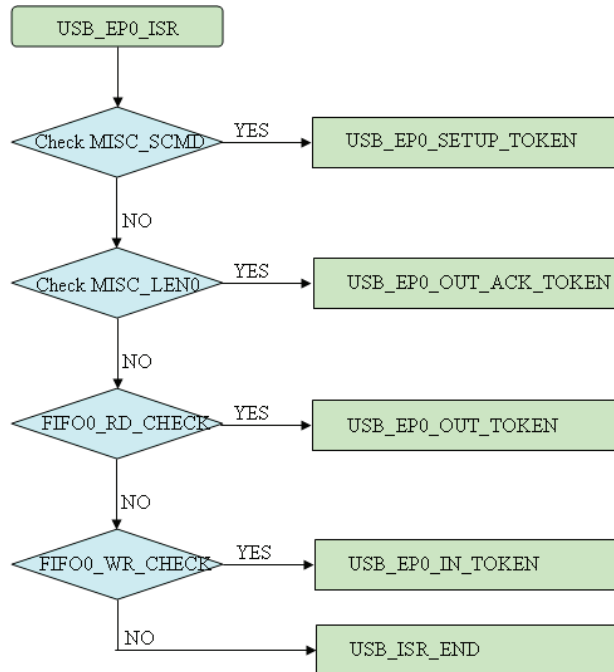 USB_EP0_ISR
Check MISC_SCMD
YES
USB_EP0_SETUP_TOKEN
NO
Check MISC_LEN0
YES
USB_EP0_OUT_ACK_TOKEN
NO
FIFO0_RD_CHECK
YES
USB_EP0_OUT_TOKEN
NO
FIFO0_WR_CHECK
YES
USB_EP0_IN_TOKEN
NO
USB_ISR_END